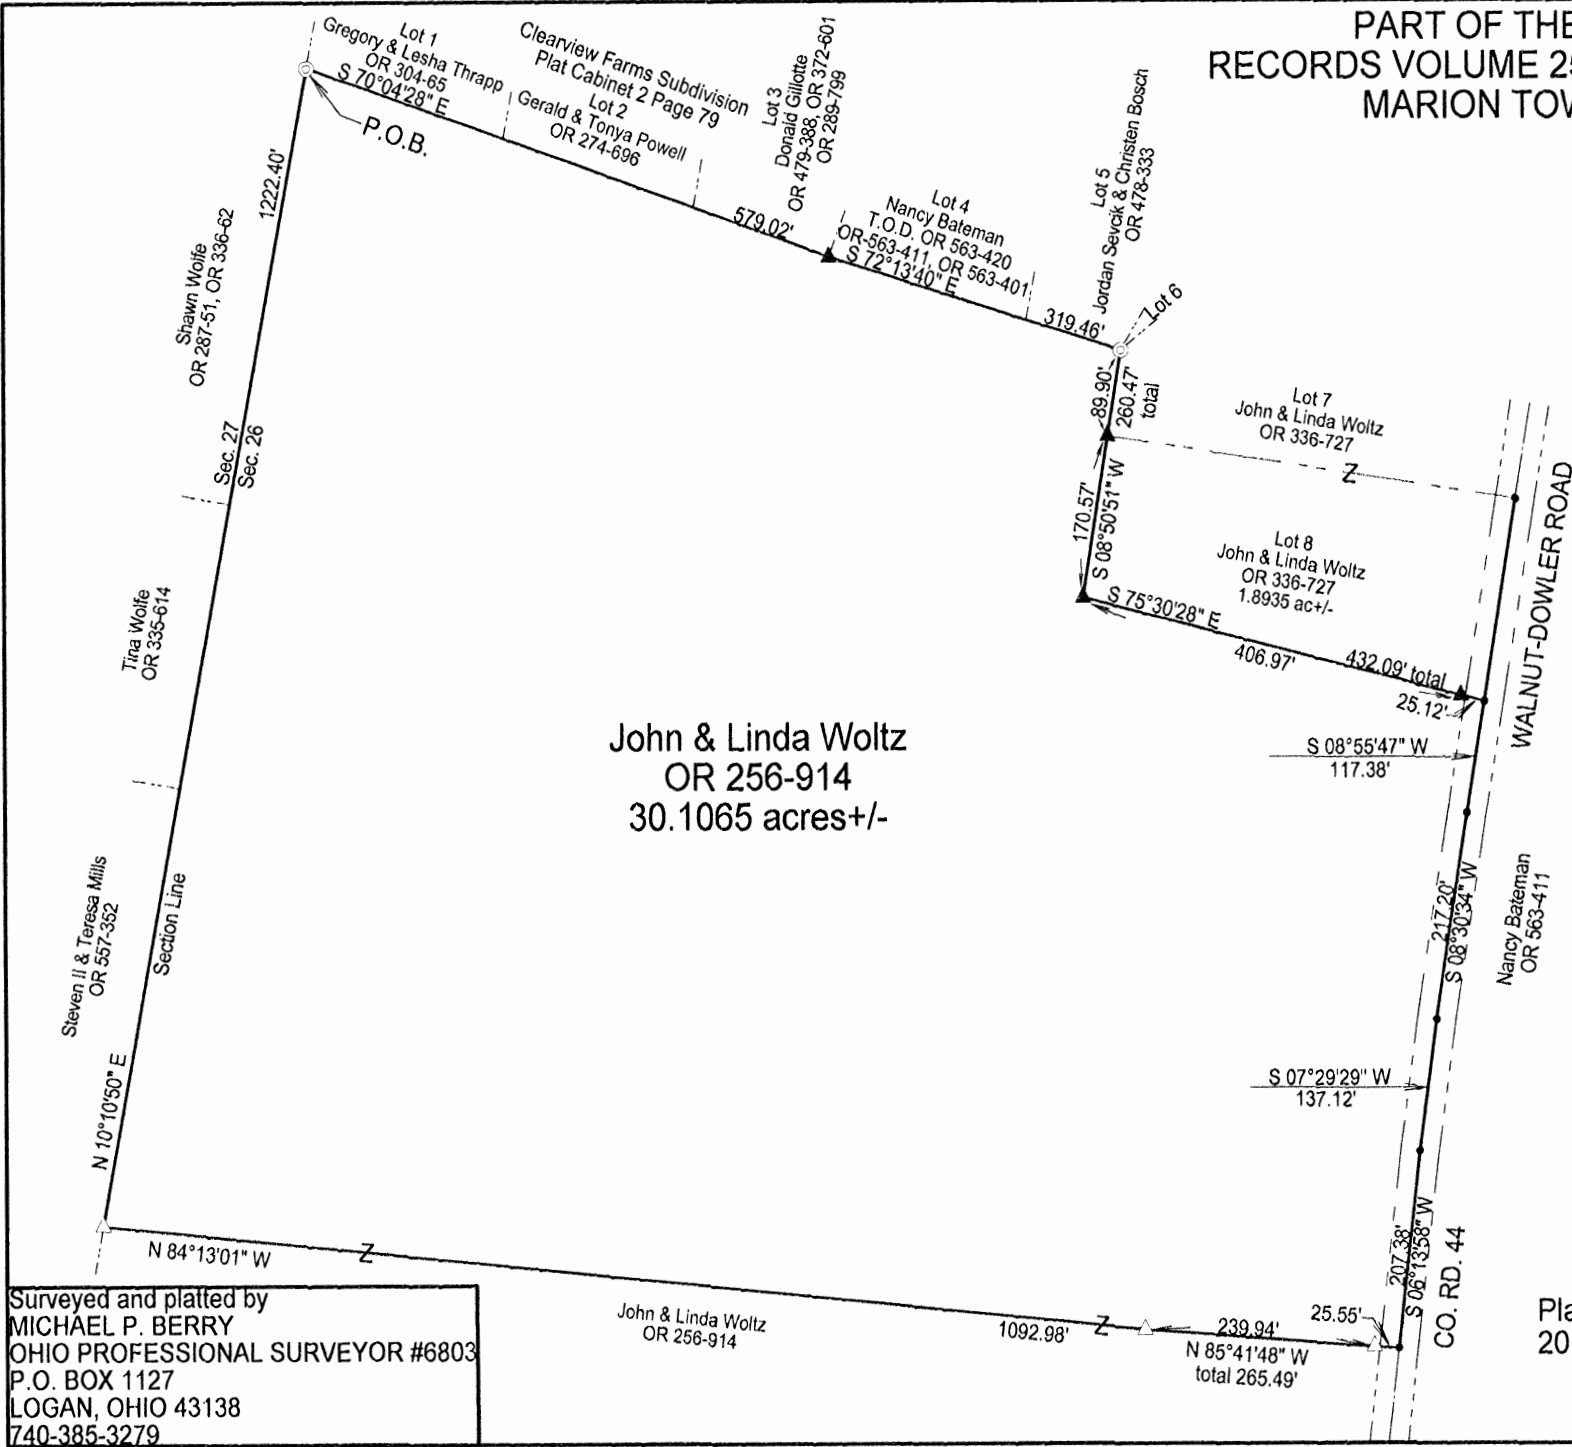 PART OF THE
RECORDS VOLUME 25
MARION TOW
Lot 1
Gregory & Lesha Thrapp
OR 304-65
S 70°04'28" E
P.O.B.
Clearview Farms Subdivision
Plat Cabinet 2 Page 79
Lot 2
Gerald & Tonya Powell
OR 274-696
579.02'
Lot 3
Donald Gillotte
OR 479-388, OR 372-601
OR 289-799
Lot 4
Nancy Bateman
T.O.D. OR 563-420
OR-563-411, OR 563-401
S 72°13'40" E
319.46'
Lot 5
Jordan Sevcik & Christen Bosch
OR 478-333
Lot 6
89.90'
260.47'
total
Lot 7
John & Linda Woltz
OR 336-727
Z
170.57'
S 08°50'51" W
Lot 8
John & Linda Woltz
OR 336-727
1.8935 ac+/-
S 75°30'28" E
406.97'
432.09' total
25.12'
WALNUT-DOWLER ROAD
S 08°55'47" W
117.38'
217.20'
S 08°30'34" W
Nancy Bateman
OR 563-411
S 07°29'29" W
137.12'
207.38'
S 06°13'58" W
CO. RD. 44
1222.40'
Shawn Wolfe
OR 287-51, OR 336-62
Sec. 27
Sec. 26
Tina Wolfe
OR 335-614
John & Linda Woltz
OR 256-914
30.1065 acres+/-
Steven II & Teresa Mills
OR 557-352
Section Line
N 10°10'50" E
N 84°13'01" W
Z
John & Linda Woltz
OR 256-914
1092.98'
Z
239.94'
25.55'
N 85°41'48" W
total 265.49'
Pla
20
Surveyed and platted by
MICHAEL P. BERRY
OHIO PROFESSIONAL SURVEYOR #6803
P.O. BOX 1127
LOGAN, OHIO 43138
740-385-3279